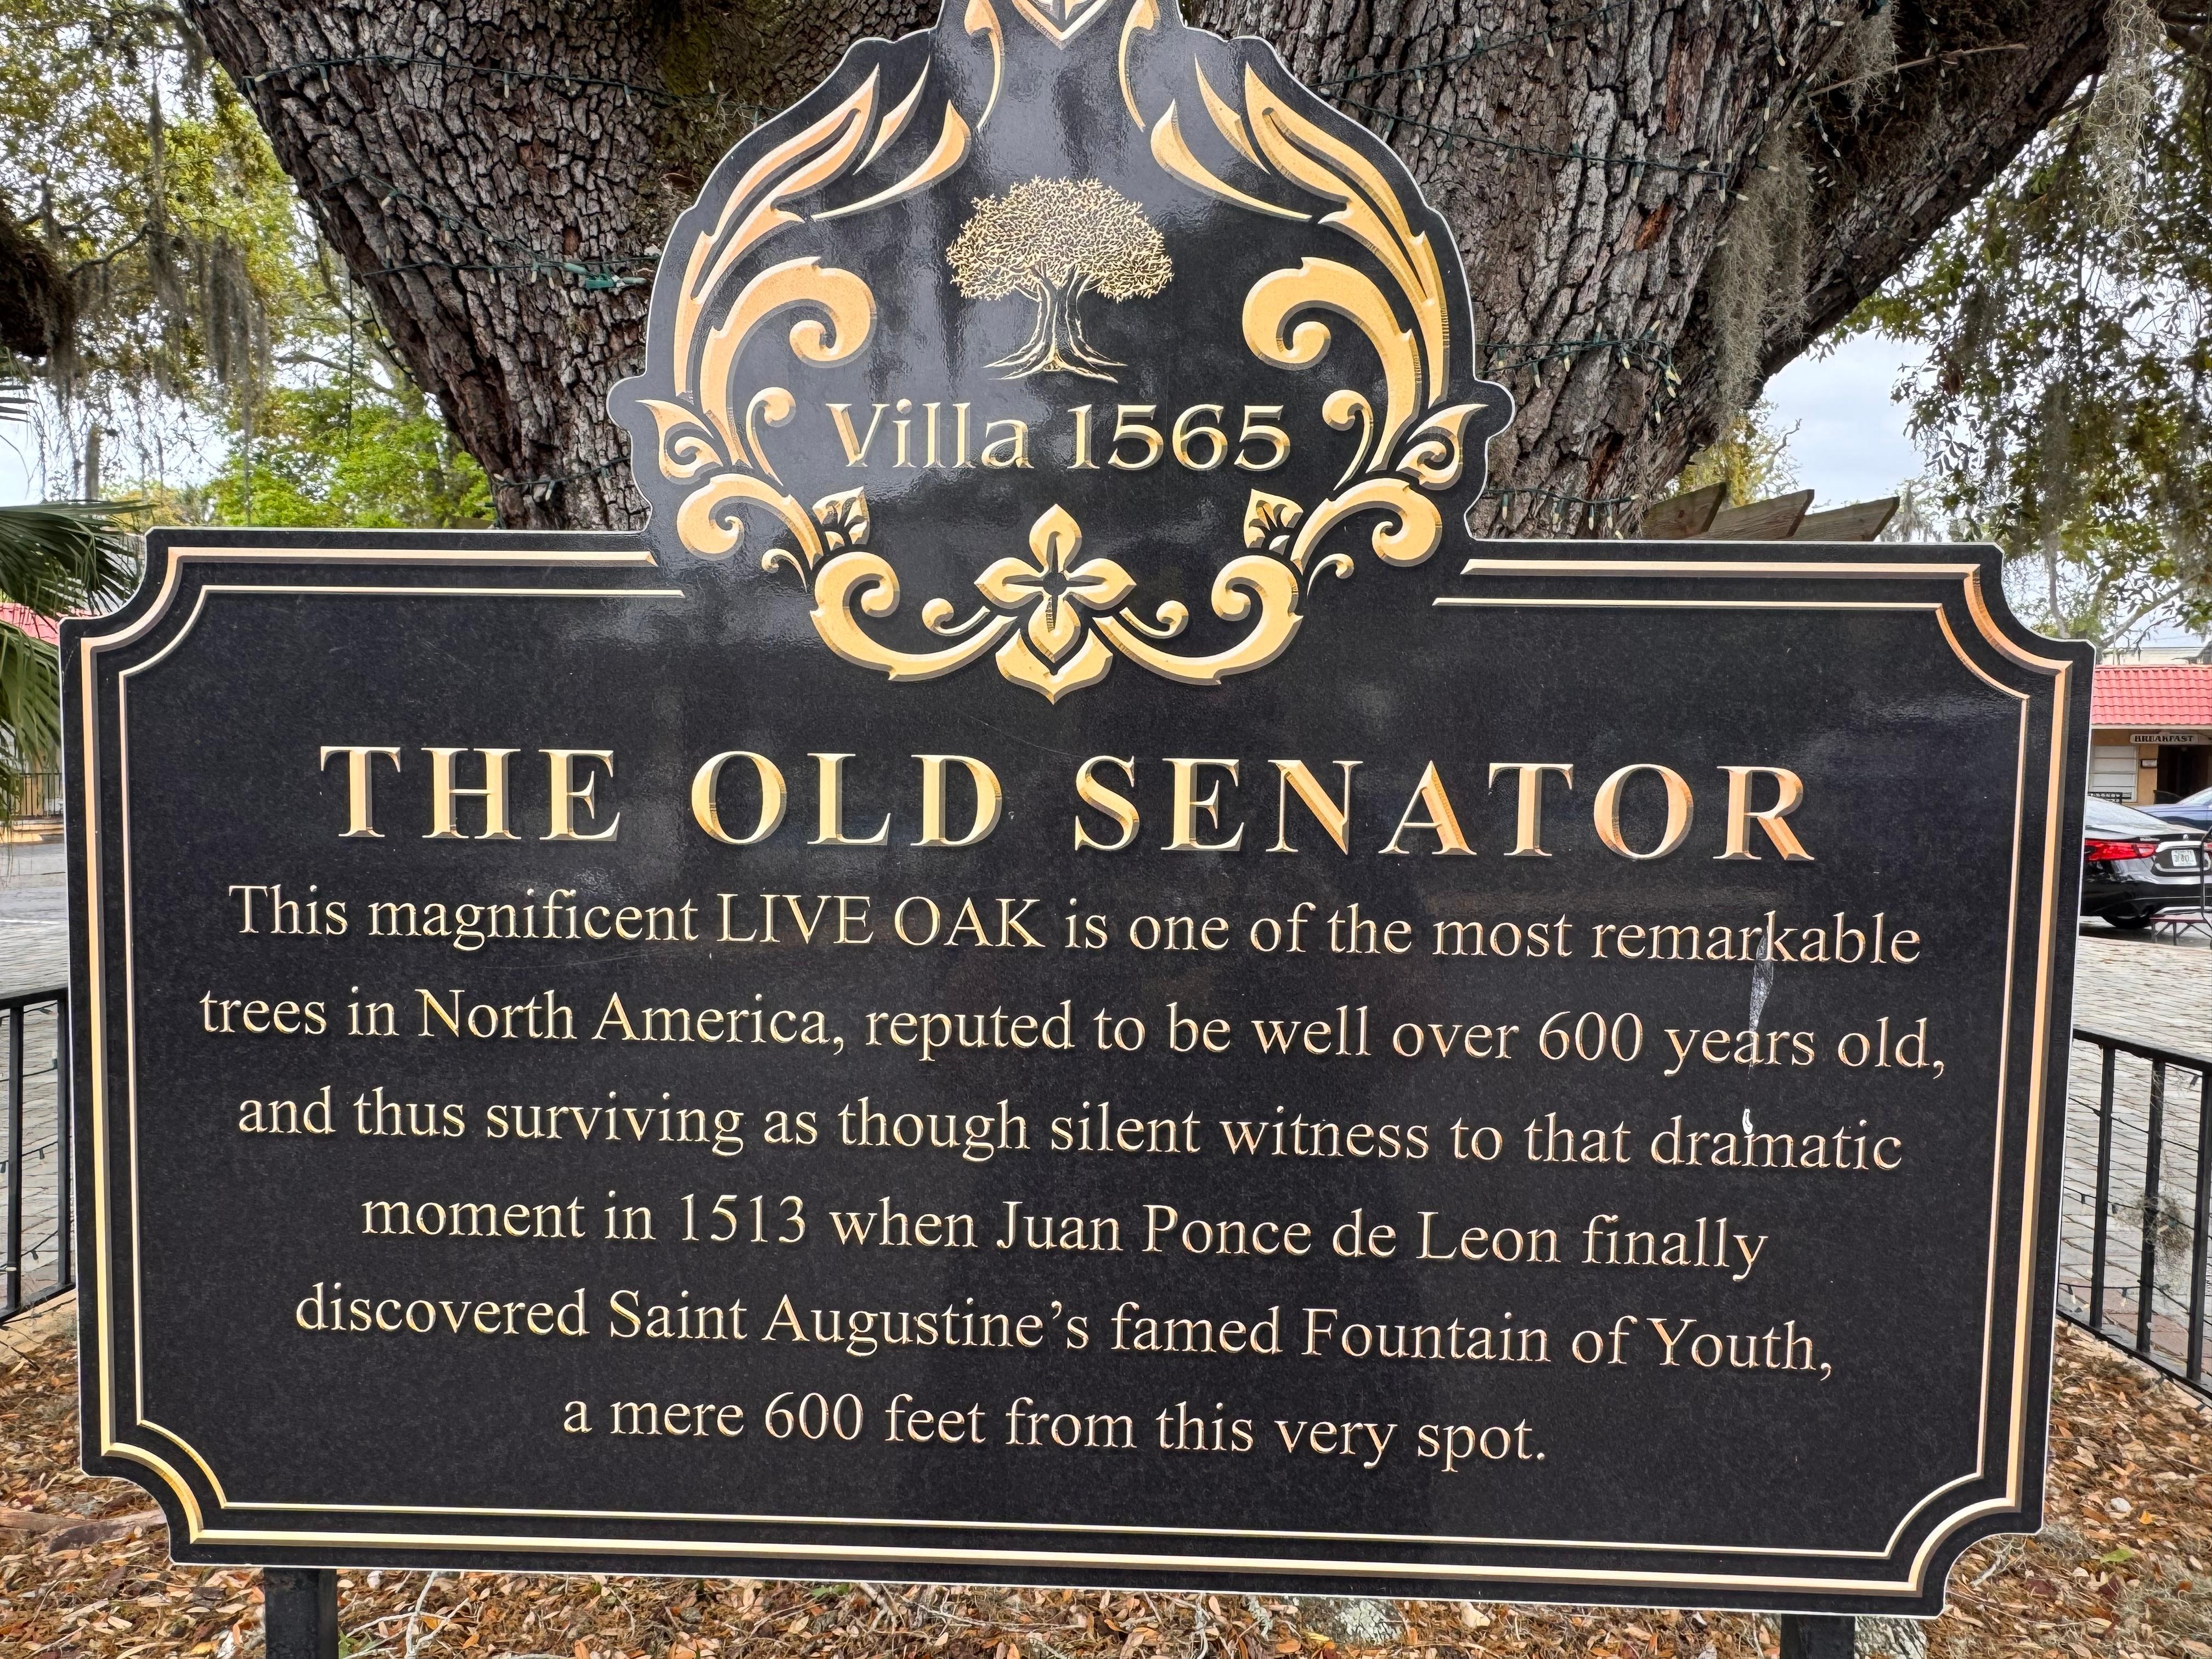 Villa 1565
THE OLD SENATOR
This magnificent LIVE OAK is one of the most remarkable
trees in North America, reputed to be well over 600 years old,
and thus surviving as though silent witness to that dramatic
moment in 1513 when Juan Ponce de Leon finally
discovered Saint Augustine’s famed Fountain of Youth,
a mere 600 feet from this very spot.
BREAKFAST